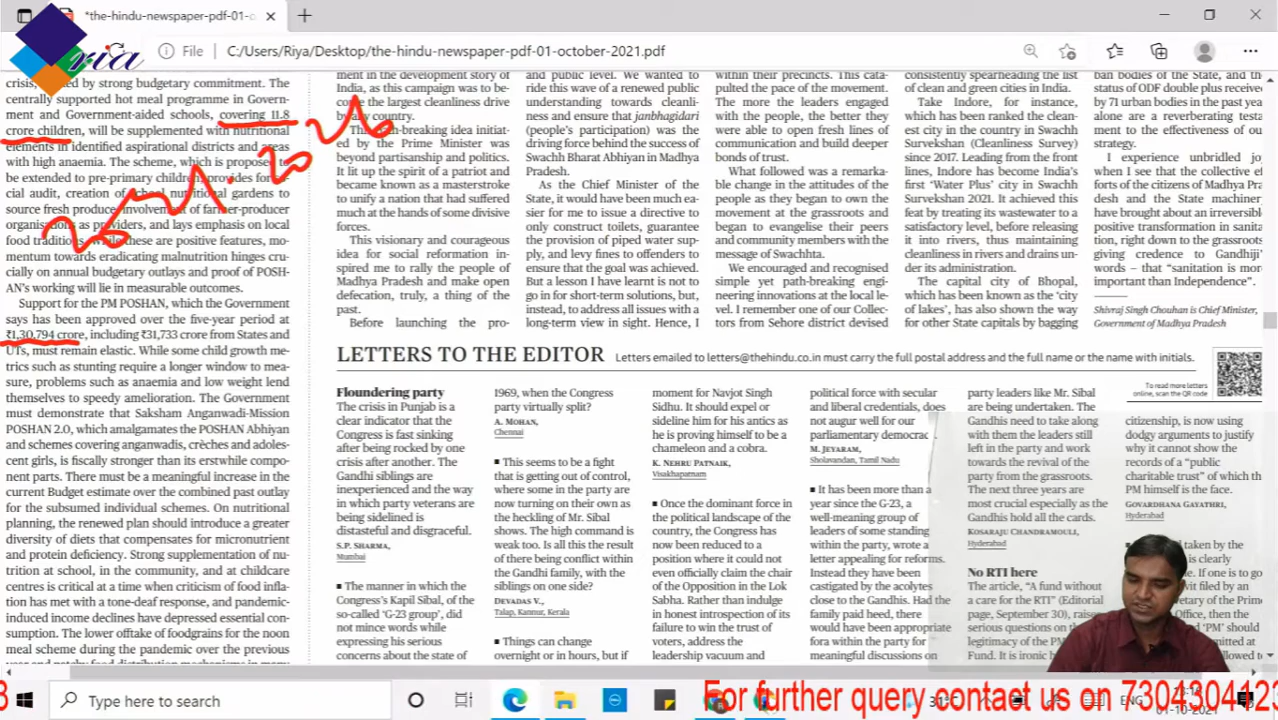 *the-hindu-newspaper-pdf-01-oc
ria
File
C:/Users/Riya/Desktop/the-hindu-newspaper-pdf-01-october-2021.pdf
by strong budgetary commitment. The
centrally supported hot meal programme in Govern-
ment and Government-aided schools, covering 11.8
crore children, will be supplemented with nutritional
elements in identified aspirational districts and areas
with high anaemia. The scheme, which is proposed to
be extended to pre-primary children, provides for so-
cial audit, creation of school nutritional gardens to
source fresh produce, involvement of farmer-producer
organisations as providers, and lays emphasis on local
food traditions. While these are positive features, mo-
mentum towards eradicating malnutrition hinges cru-
cially on annual budgetary outlays and proof of POSH-
AN's working will lie in measurable outcomes.
Support for the PM POSHAN, which the Government
says has been approved over the five-year period at
₹1,30,794 crore, including ₹31,733 crore from States and
UTs, must remain elastic. While some child growth me-
trics such as stunting require a longer window to mea-
sure, problems such as anaemia and low weight lend
themselves to speedy amelioration. The Government
must demonstrate that Saksham Anganwadi-Mission
POSHAN 2.0, which amalgamates the POSHAN Abhiyan
and schemes covering anganwadis, crèches and adoles-
cent girls, is fiscally stronger than its erstwhile compo-
nent parts. There must be a meaningful increase in the
current Budget estimate over the combined past outlay
for the subsumed individual schemes. On nutritional
planning, the renewed plan should introduce a greater
diversity of diets that compensates for micronutrient
and protein deficiency. Strong supplementation of nu-
trition at school, in the community, and at childcare
centres is critical at a time when criticism of food infla-
tion has met with a tone-deaf response, and pandemic-
induced income declines have depressed essential con-
sumption. The lower offtake of foodgrains for the noon
meal scheme during the pandemic over the previous
ment in the development story of
India, as this campaign was to be-
come the largest cleanliness drive
by any country.
This path-breaking idea initiat-
ed by the Prime Minister was
beyond partisanship and politics.
It lit up the spirit of a patriot and
became known as a masterstroke
to unify a nation that had suffered
much at the hands of some divisive
forces.
This visionary and courageous
idea for social reformation in-
spired me to rally the people of
Madhya Pradesh and make open
defecation, truly, a thing of the
past.
Before launching the pro-
and public level. We wanted to
ride this wave of a renewed public
understanding towards cleanli-
ness and ensure that janbhagidari
(people's participation) was the
driving force behind the success of
Swachh Bharat Abhiyan in Madhya
Pradesh.
As the Chief Minister of the
State, it would have been much ea-
sier for me to issue a directive to
only construct toilets, guarantee
the provision of piped water sup-
ply, and levy fines to offenders to
ensure that the goal was achieved.
But a lesson I have learnt is not to
go in for short-term solutions, but,
instead, to address all issues with a
long-term view in sight. Hence, I
within their precincts. This cata-
pulted the pace of the movement.
The more the leaders engaged
with the people, the better they
were able to open fresh lines of
communication and build deeper
bonds of trust.
What followed was a remarka-
ble change in the attitudes of the
people as they began to own the
movement at the grassroots and
began to evangelise their peers
and community members with the
message of Swachhta.
We encouraged and recognised
simple yet path-breaking engi-
neering innovations at the local le-
vel. I remember one of our Collec-
tors from Sehore district devised
consistently spearheading the list
of clean and green cities in India.
Take Indore, for instance,
which has been ranked the clean-
est city in the country in Swachh
Survekshan (Cleanliness Survey)
since 2017. Leading from the front
lines, Indore has become India's
first 'Water Plus' city in Swachh
Survekshan 2021. It achieved this
feat by treating its wastewater to a
satisfactory level, before releasing
it into rivers, thus maintaining
cleanliness in rivers and drains un-
der its administration.
The capital city of Bhopal,
which has been known as the 'city
of lakes', has also shown the way
for other State capitals by bagging
ban bodies of the State, and th
status of ODF double plus received
by 71 urban bodies in the past year
alone are a reverberating testa-
ment to the effectiveness of our
strategy.
I experience unbridled jo
when I see that the collective ef
forts of the citizens of Madhya Pra
desh and the State machiner
have brought about an irreversibl
positive transformation in sanita
tion, right down to the grassroots
giving credence to Gandhiji'
words – that "sanitation is mor
important than Independence".
Shivraj Singh Chouhan is Chief Minister,
Government of Madhya Pradesh
LETTERS TO THE EDITOR Letters emailed to letters@thehindu.co.in must carry the full postal address and the full name or the name with initials.
To read more letters
online, scan the QR code
Floundering party
The crisis in Punjab is a
clear indicator that the
Congress is fast sinking
after being rocked by one
crisis after another. The
Gandhi siblings are
inexperienced and the way
in which party veterans are
being sidelined is
distasteful and disgraceful.
S.P. SHARMA,
Mumbai
■ The manner in which the
Congress's Kapil Sibal, of the
so-called 'G-23 group', did
not mince words while
expressing his serious
concerns about the state of
1969, when the Congress
party virtually split?
A. MOHAN,
Chennai
■ This seems to be a fight
that is getting out of control,
where some in the party are
now turning on their own as
the heckling of Mr. Sibal
shows. The high command is
weak too. Is all this the result
of there being conflict within
the Gandhi family, with the
siblings on one side?
DEVADAS V.,
Talap, Kannur, Kerala
■ Things can change
overnight or in hours, but if
moment for Navjot Singh
Sidhu. It should expel or
sideline him for his antics as
he is proving himself to be a
chameleon and a cobra.
K. NEHRU PATNAIK,
Visakhapatnam
■ Once the dominant force in
the political landscape of the
country, the Congress has
now been reduced to a
position where it could not
even officially claim the chair
of the Opposition in the Lok
Sabha. Rather than indulge
in honest introspection of its
failure to win the trust of
voters, address the
leadership vacuum and
political force with secular
and liberal credentials, does
not augur well for our
parliamentary democrac
M. JEYARAM,
Sholavandan, Tamil Nadu
■ It has been more than a
year since the G-23, a
well-meaning group of
leaders of some standing
within the party, wrote a
letter appealing for reforms.
Instead they have been
castigated by the acolytes
close to the Gandhis. Had the
family paid heed, there
would have been appropriate
fora within the party for
meaningful discussions on
party leaders like Mr. Sibal
are being undertaken. The
Gandhis need to take along
with them the leaders still
left in the party and work
towards the revival of the
party from the grassroots.
The next three years are
most crucial especially as the
Gandhis hold all the cards.
KOSARAJU CHANDRAMOULI,
Hyderabad
No RTI here
The article, "A fund without
a care for the RTI" (Editorial
page, September 30), raises
serious questions on the
legitimacy of the PM
Fund. It is ironic
citizenship, is now using
dodgy arguments to justify
why it cannot show the
records of a "public
charitable trust" of which the
PM himself is the face.
GOVARDHANA GAYATHRI,
Hyderabad
taken by the
is clearly
If one is to go
vit filed by an
retary of the Prime
Office, then the
Type here to search
31°
ENG
01-10-2021
For further query contact us on 7304304423